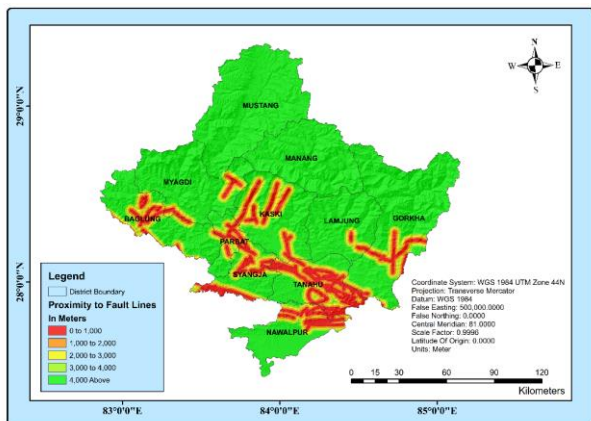 N
W E
S
29°0'0"N
MUSTANG
MANANG
MYAGDI
KASKI
LAMJUNG
GORKHA
BAGLUNG
PARBAT
SYANGJA
TANAHU
NAWALPUR
28°0'0"N
Legend
District Boundary
Proximity to Fault Lines
In Meters
0 to 1,000
1,000 to 2,000
2,000 to 3,000
3,000 to 4,000
4,000 Above
Coordinate System: WGS 1984 UTM Zone 44N
Projection: Transverse Mercator
Datum: WGS 1984
False Easting: 500,000.0000
False Northing: 0.0000
Central Meridian: 81.0000
Scale Factor: 0.9996
Latitude Of Origin: 0.0000
Units: Meter
0 15 30 60 90 120
Kilometers
83°0'0"E 84°0'0"E 85°0'0"E